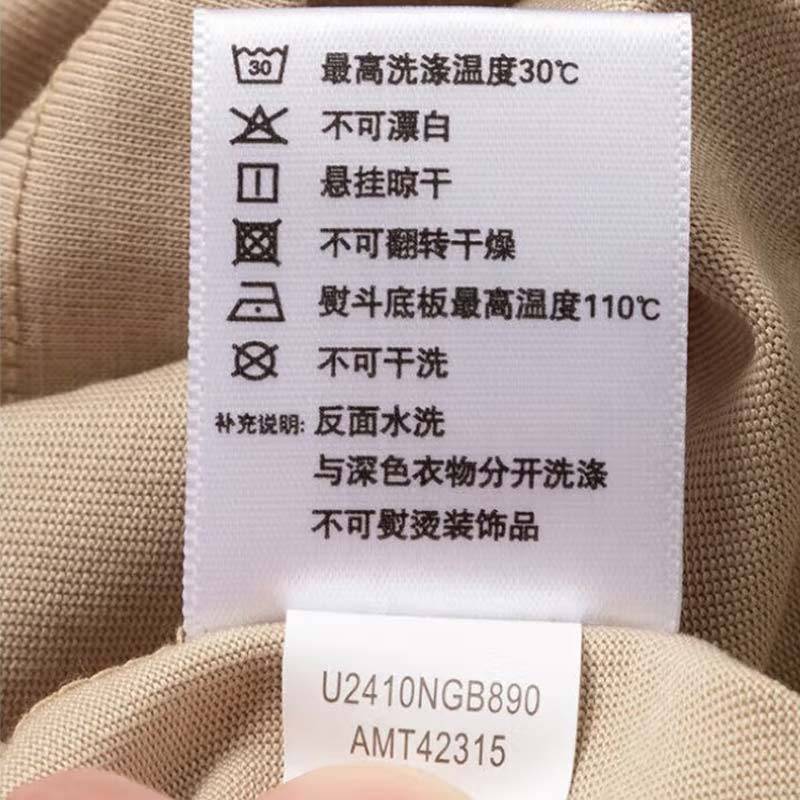 30 最高洗涤温度30℃
不可漂白
悬挂晾干
不可翻转干燥
熨斗底板最高温度110℃
不可干洗
补充说明: 反面水洗
与深色衣物分开洗涤
不可熨烫装饰品
U2410NGB890
AMT42315